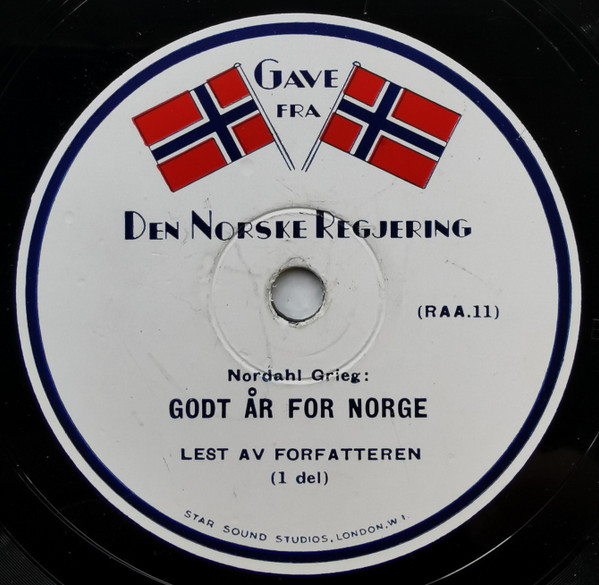 GAVE
FRA
DEN NORSKE REGJERING
(RAA.11)
Nordahl Grieg:
GODT ÅR FOR NORGE
LEST AV FORFATTEREN
(1 del)
STAR SOUND STUDIOS, LONDON, W.1.